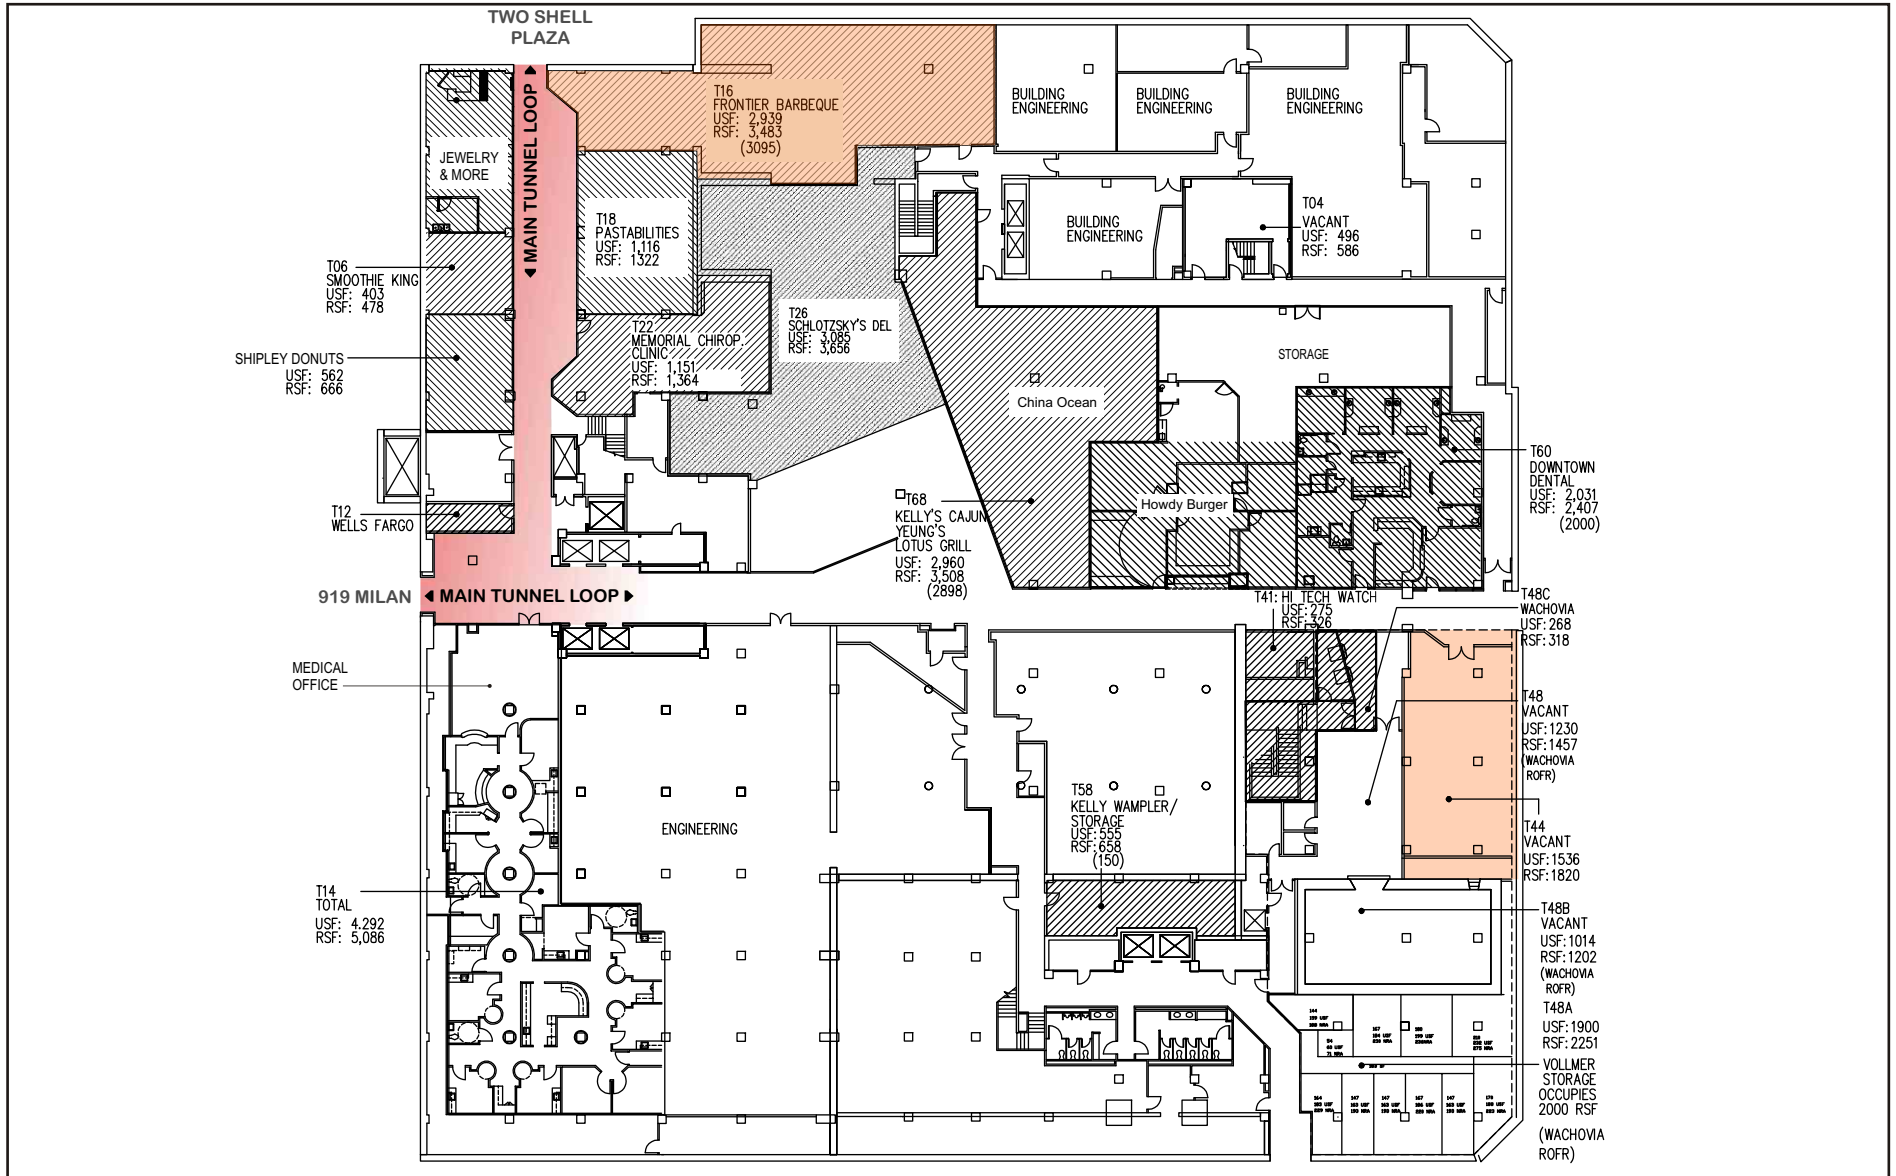 TWO SHELL
PLAZA
MAIN TUNNEL LOOP
JEWELRY
& MORE
T16
FRONTIER BARBEQUE
USF: 2,939
RSF: 3,483
(3095)
BUILDING
ENGINEERING
BUILDING
ENGINEERING
BUILDING
ENGINEERING
BUILDING
ENGINEERING
T04
VACANT
USF: 496
RSF: 586
T18
PASTABILITIES
USF: 1,116
RSF: 1322
T06
SMOOTHIE KING
USF: 403
RSF: 478
T26
SCHLOTZSKY'S DEL
USF: 3,085
RSF: 3,656
T22
MEMORIAL CHIROP.
CLINIC
USF: 1,151
RSF: 1,364
SHIPLEY DONUTS
USF: 562
RSF: 666
STORAGE
China Ocean
Howdy Burger
T60
DOWNTOWN
DENTAL
USF: 2,031
RSF: 2,407
(2000)
T12
WELLS FARGO
T68
KELLY'S CAJUN
YEUNG'S
LOTUS GRILL
USF: 2,960
RSF: 3,508
(2898)
919 MILAN
MAIN TUNNEL LOOP
T41: HI TECH WATCH
USF: 275
RSF: 326
T48C
WACHOVIA
USF: 268
RSF: 318
MEDICAL
OFFICE
T48
VACANT
USF:1230
RSF:1457
(WACHOVIA
ROFR)
T58
KELLY WAMPLER/
STORAGE
USF:555
RSF:658
(150)
ENGINEERING
T44
VACANT
USF:1536
RSF:1820
T14
TOTAL
USF: 4.292
RSF: 5,086
T48B
VACANT
USF:1014
RSF:1202
(WACHOVIA
ROFR)
T48A
USF:1900
RSF:2251
VOLLMER
STORAGE
OCCUPIES
2000 RSF
(WACHOVIA
ROFR)